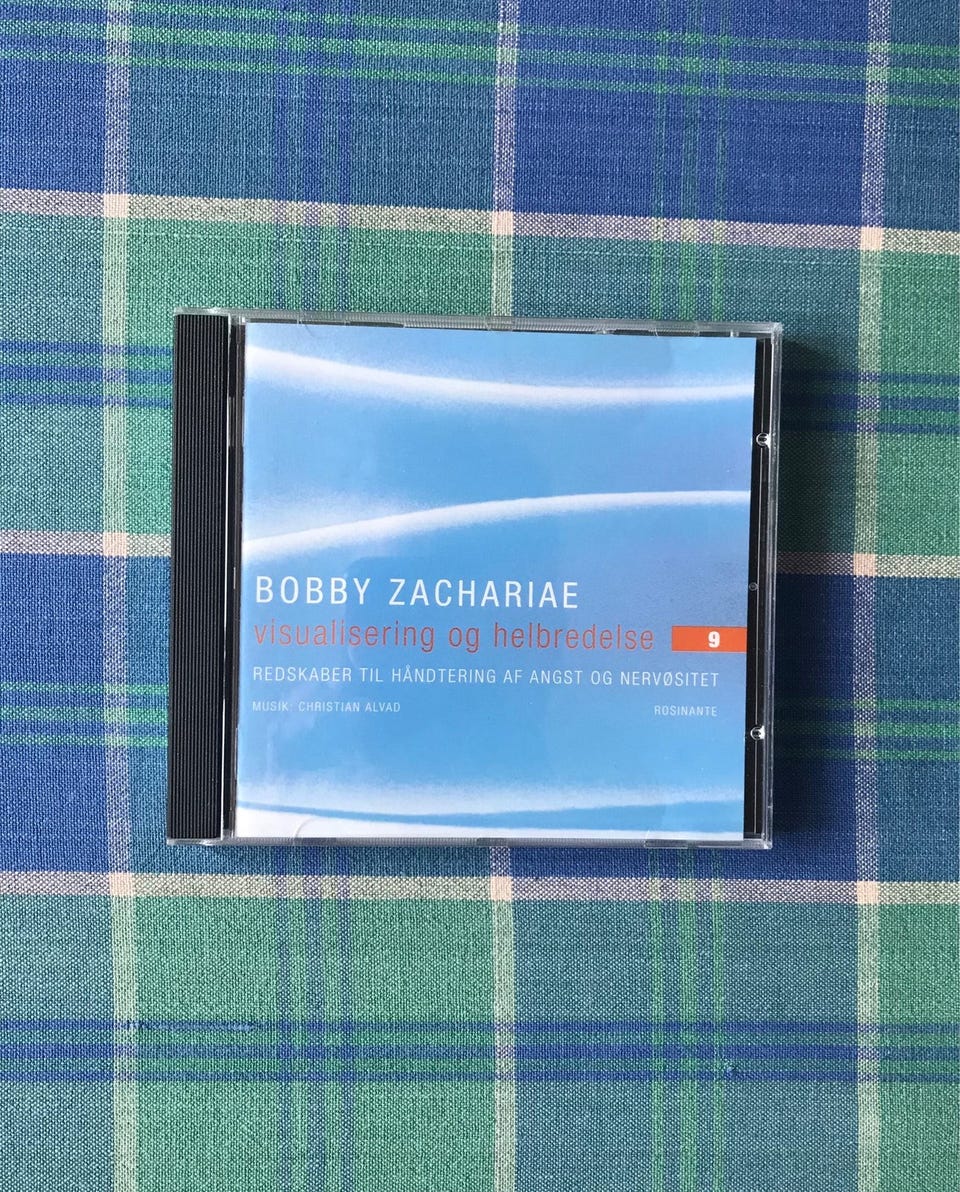 BOBBY ZACHARIAE
visualisering og helbredelse 9
REDSKABER TIL HÅNDTERING AF ANGST OG NERVØSITET
MUSIK: CHRISTIAN ALVAD ROSINANTE